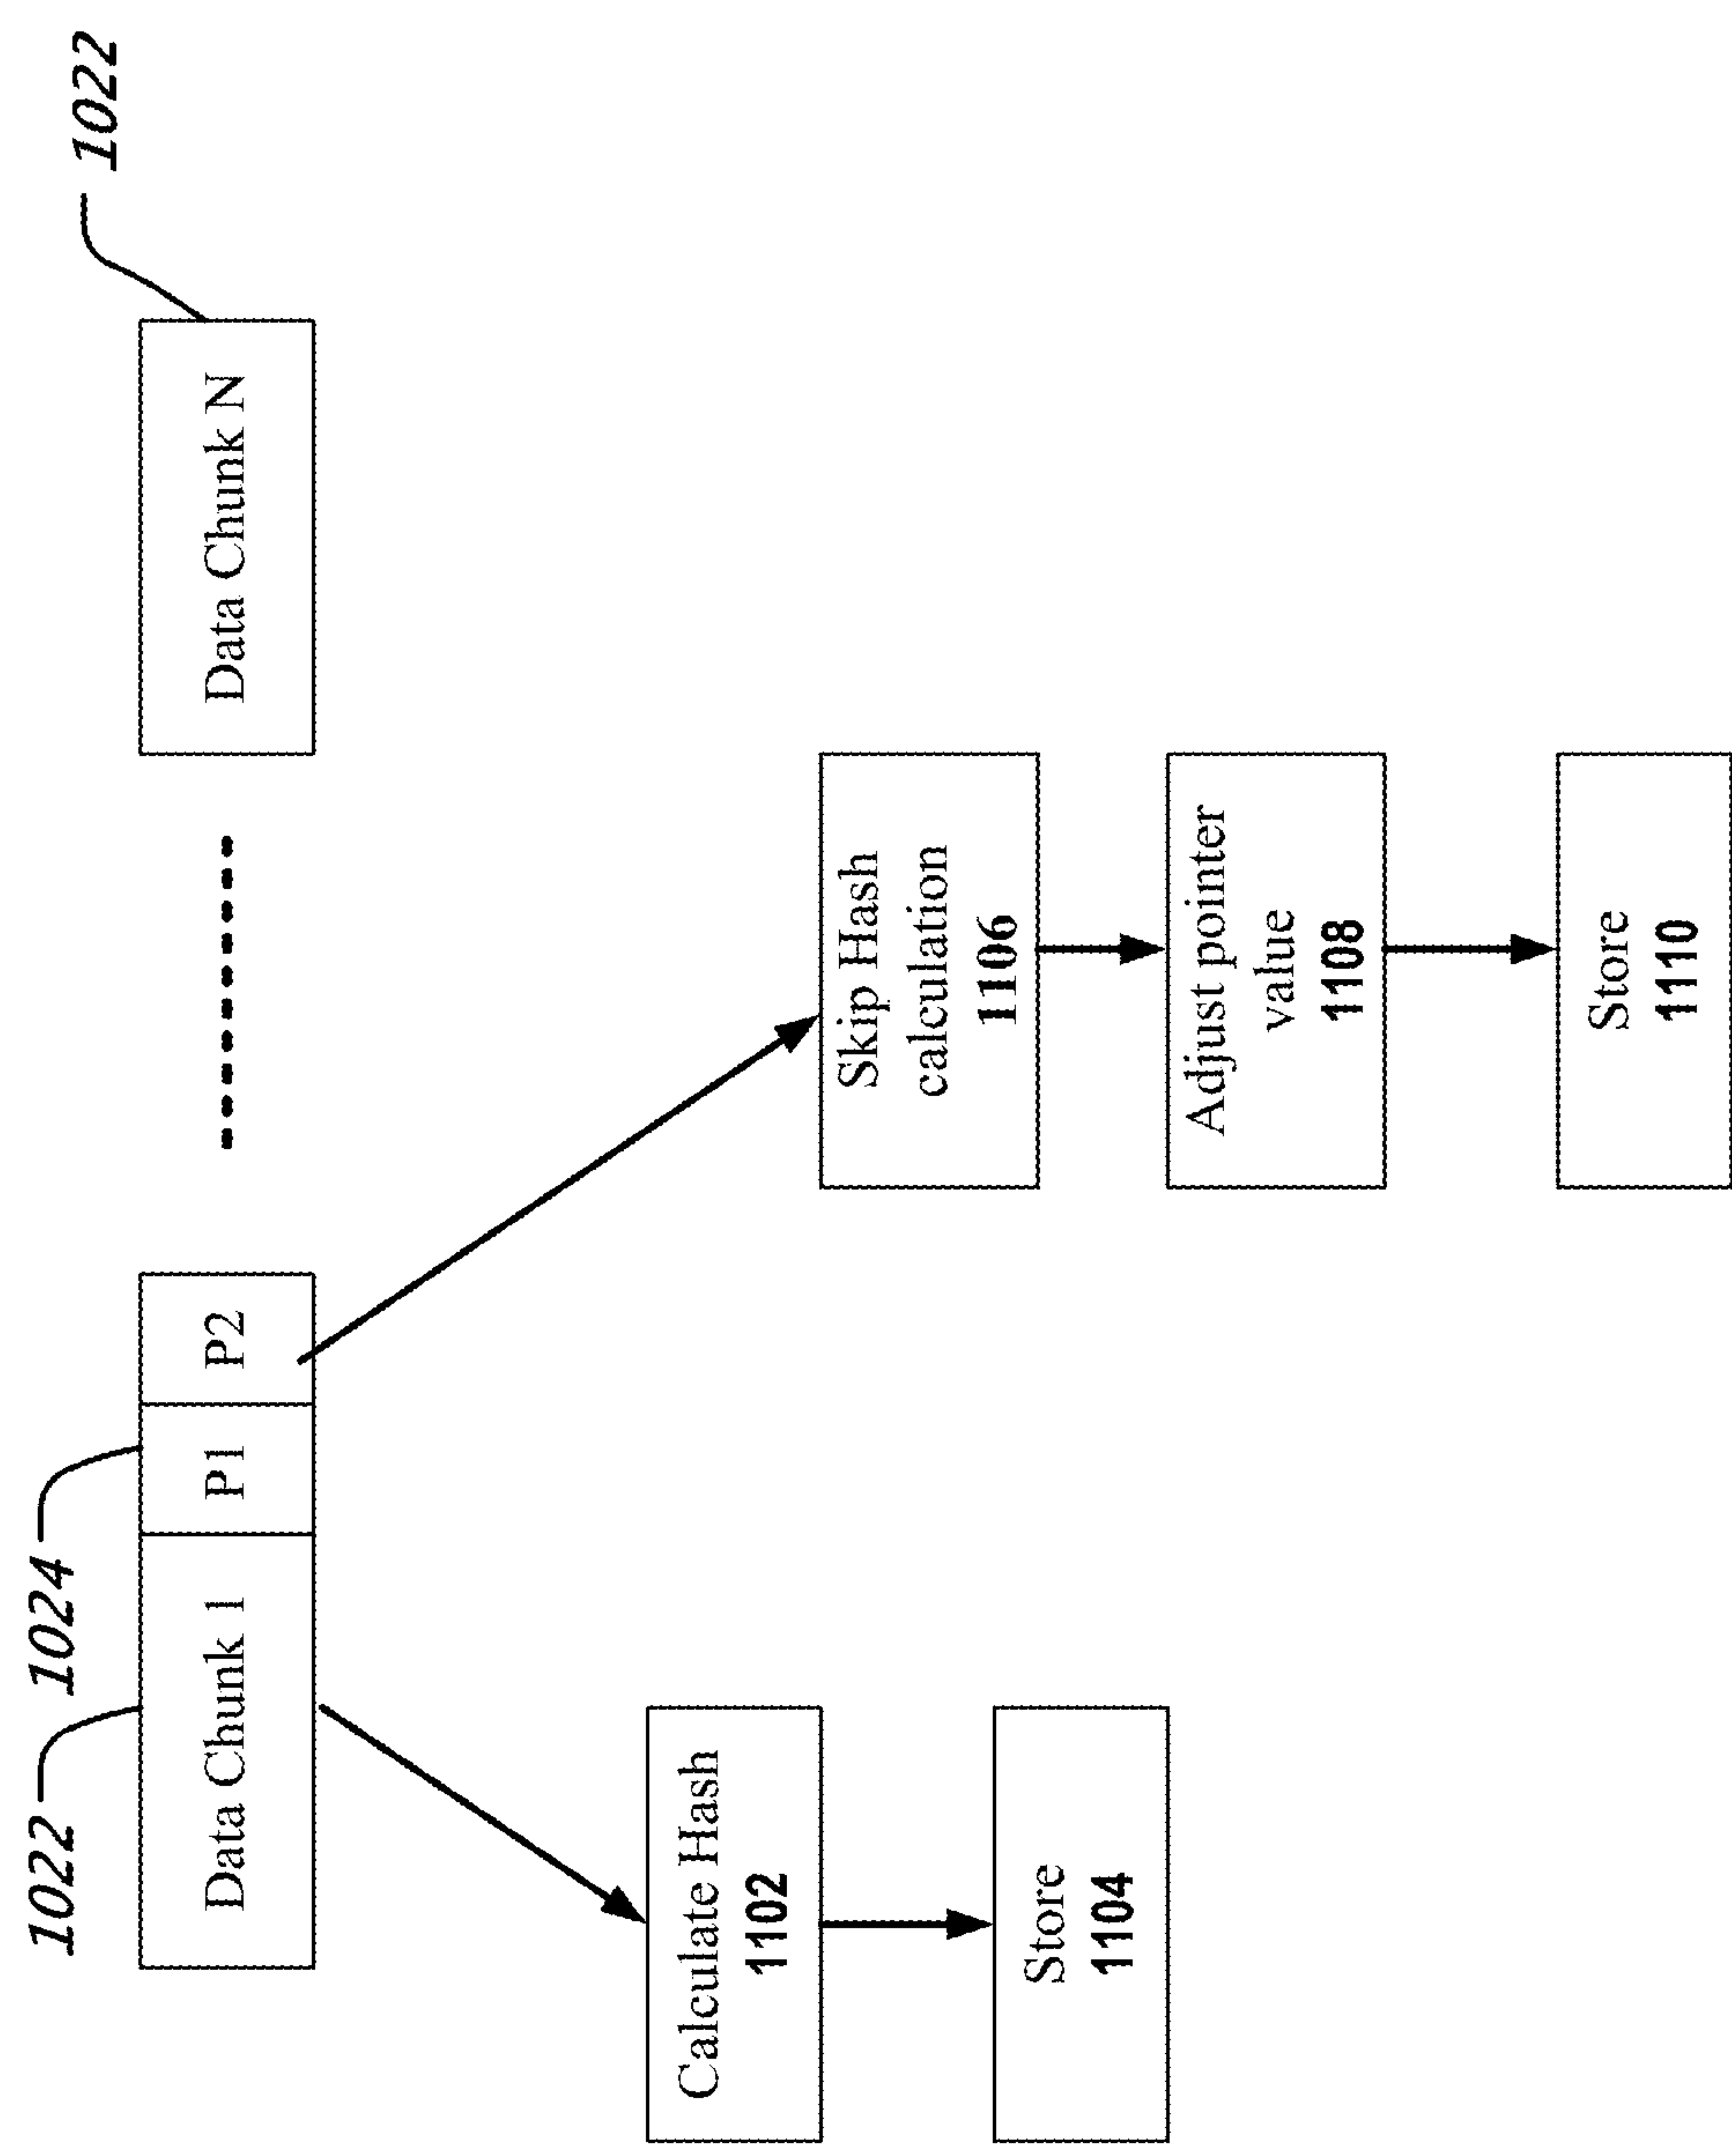 1022
1024
1022
Data Chunk 1
P1
P2
Data Chunk N
Calculate Hash
1102
Store
1104
Skip Hash
calculation
1106
Adjust pointer
value
1108
Store
1110